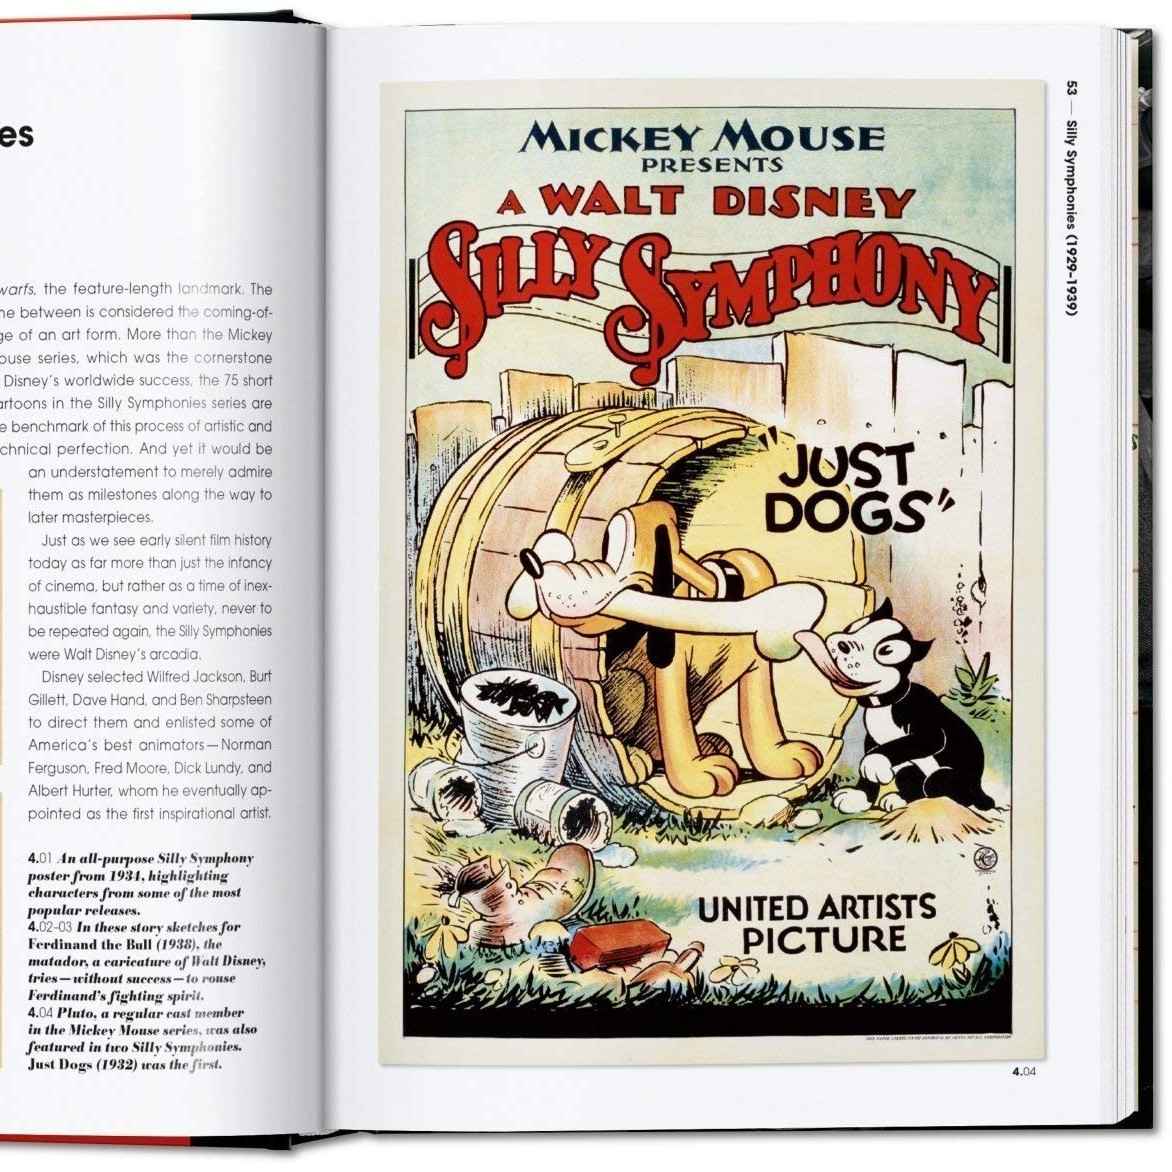 es
warfs, the feature-length landmark. The
me between is considered the coming-of-
ge of an art form. More than the Mickey
ouse series, which was the cornerstone
Disney's worldwide success, the 75 short
artoons in the Silly Symphonies series are
e benchmark of this process of artistic and
chnical perfection. And yet it would be
an understatement to merely admire
them as milestones along the way to
later masterpieces.
Just as we see early silent film history
today as far more than just the infancy
of cinema, but rather as a time of inex-
haustible fantasy and variety, never to
be repeated again, the Silly Symphonies
were Walt Disney's arcadia.
Disney selected Wilfred Jackson, Burt
Gillett, Dave Hand, and Ben Sharpsteen
to direct them and enlisted some of
America's best animators—Norman
Ferguson, Fred Moore, Dick Lundy, and
Albert Hurter, whom he eventually ap-
pointed as the first inspirational artist.
4.01 An all-purpose Silly Symphony
poster from 1934, highlighting
characters from some of the most
popular releases.
4.02–03 In these story sketches for
Ferdinand the Bull (1938), the
matador, a caricature of Walt Disney,
tries—without success—to rouse
Ferdinand's fighting spirit.
4.04 Pluto, a regular cast member
in the Mickey Mouse series, was also
featured in two Silly Symphonies.
Just Dogs (1932) was the first.
MICKEY MOUSE
PRESENTS
A WALT DISNEY
SILLY SYMPHONY
"JUST
DOGS"
UNITED ARTISTS
PICTURE
4.04
53 — Silly Symphonies (1929–1939)